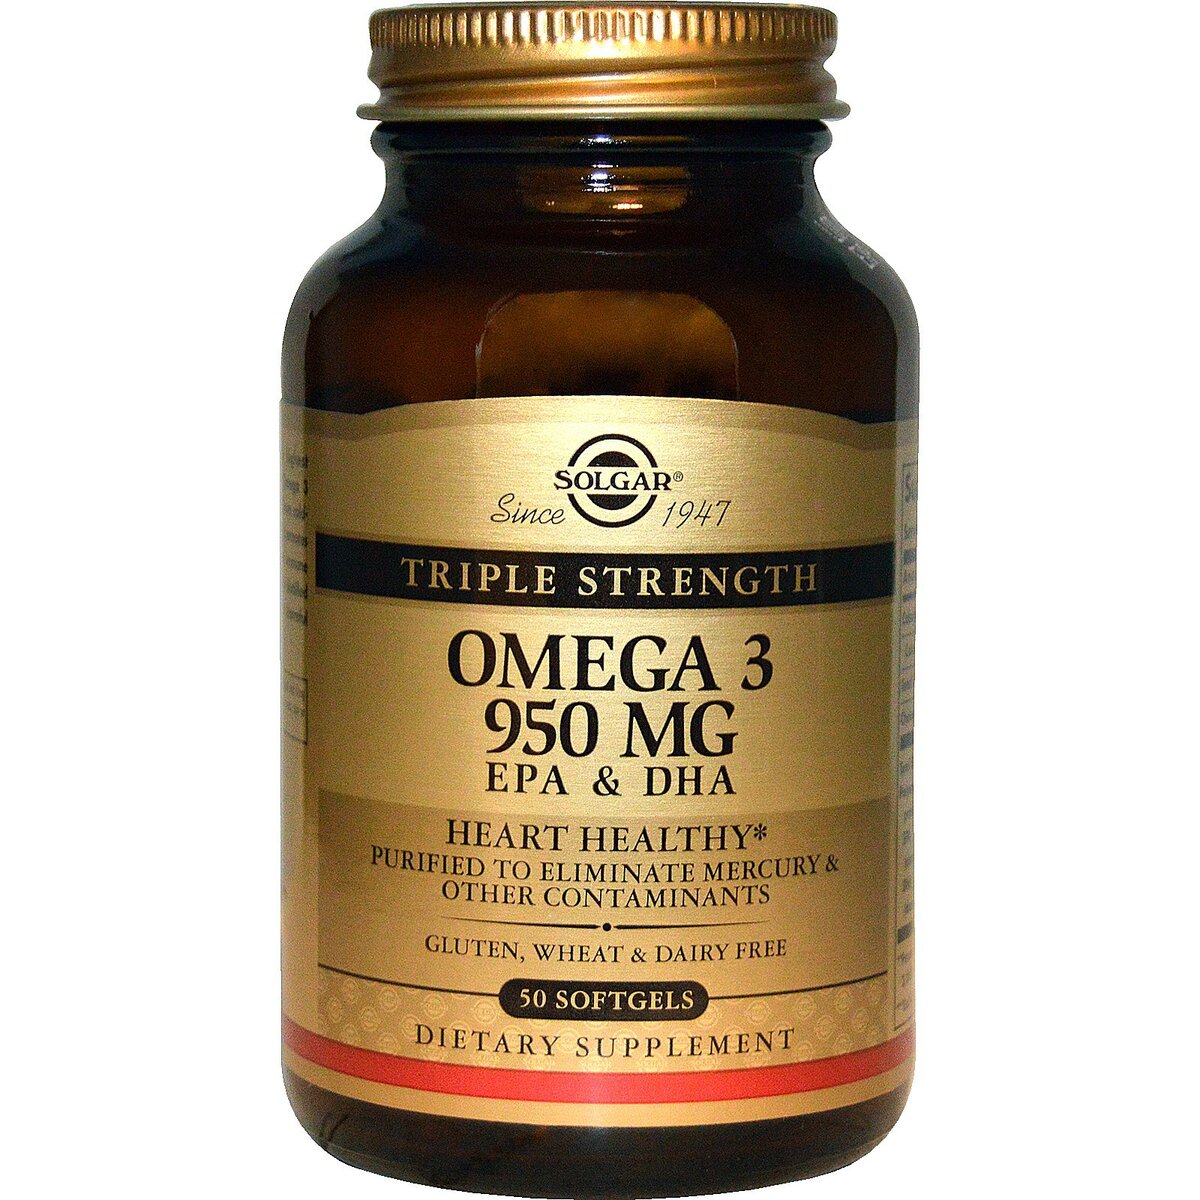 SOLGAR®
Since 1947
TRIPLE STRENGTH
OMEGA 3
950 MG
EPA & DHA
HEART HEALTHY*
PURIFIED TO ELIMINATE MERCURY &
OTHER CONTAMINANTS
GLUTEN, WHEAT & DAIRY FREE
50 SOFTGELS
DIETARY SUPPLEMENT